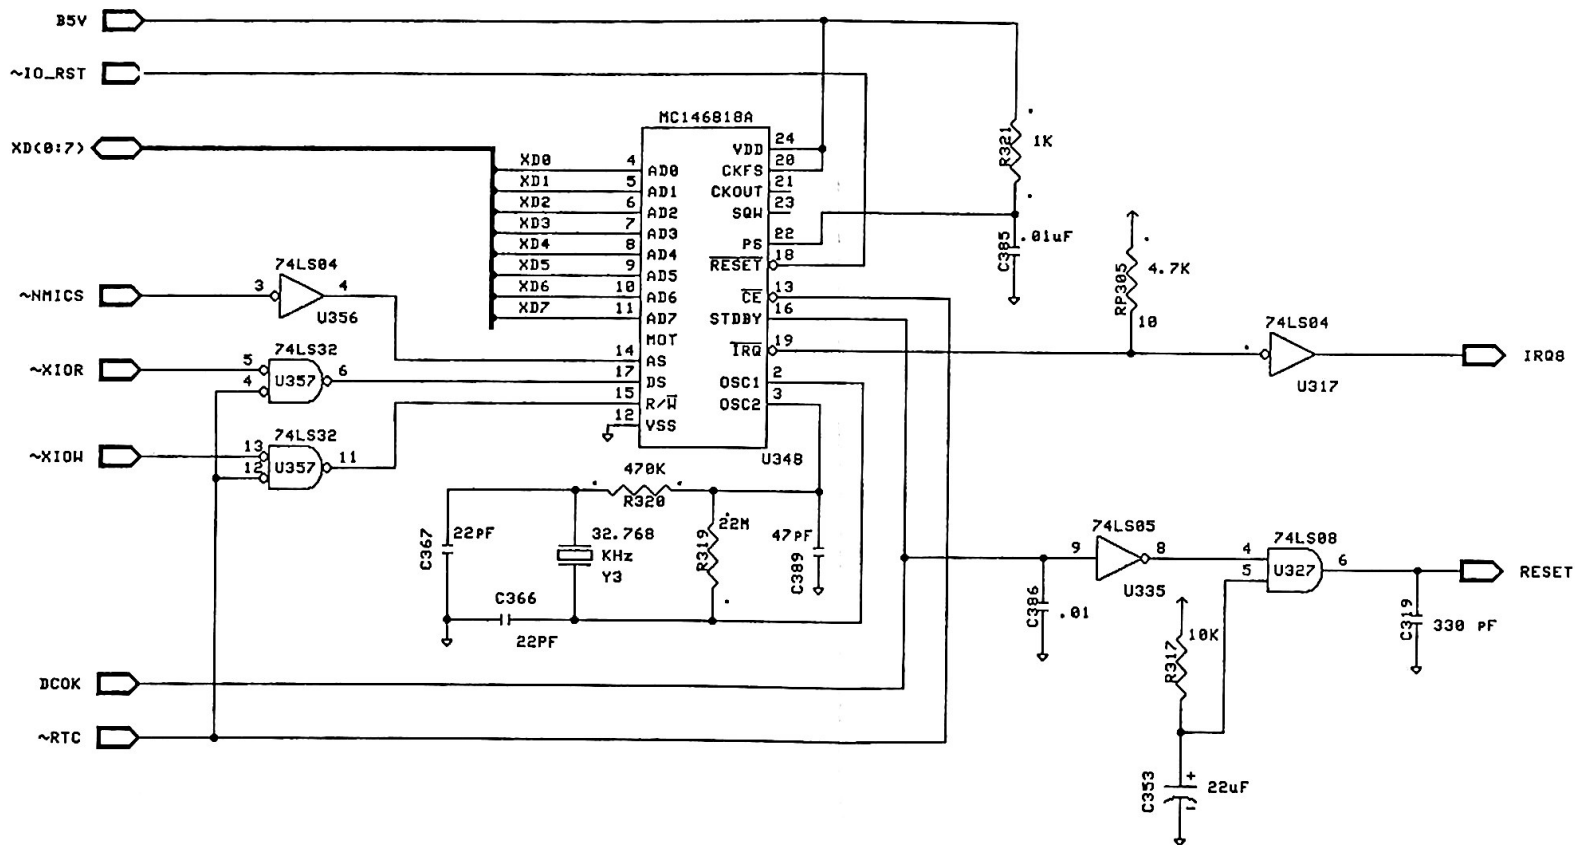 B5V
~IO_RST
XD(0:7)
MC146818A
VDD 24
CKFS 20
CKOUT 21
SQW 23
PS 22
RESET 18
CE 13
STDBY 16
IRQ 19
OSC1 2
OSC2 3
XD0 4 AD0
XD1 5 AD1
XD2 6 AD2
XD3 7 AD3
XD4 8 AD4
XD5 9 AD5
XD6 10 AD6
XD7 11 AD7
MOT
14 AS
17 DS
15 R/W
12 VSS
U348
R321
1K
C385
.01uF
RP305
4.7K
10
74LS04
U317
IRQ8
~NMICS
74LS04
3 4
U356
~XIOR
74LS32
5
4
U357
6
~XIOW
74LS32
13
12
U357
11
470K
R320
C367
22PF
32.768
KHz
Y3
R319
22M
47PF
C389
C366
22PF
C386
.01
74LS05
9 8
U335
74LS08
4
5
U327
6
RESET
C319
330 PF
R317
10K
C353
+
-
22uF
DCOK
~RTC